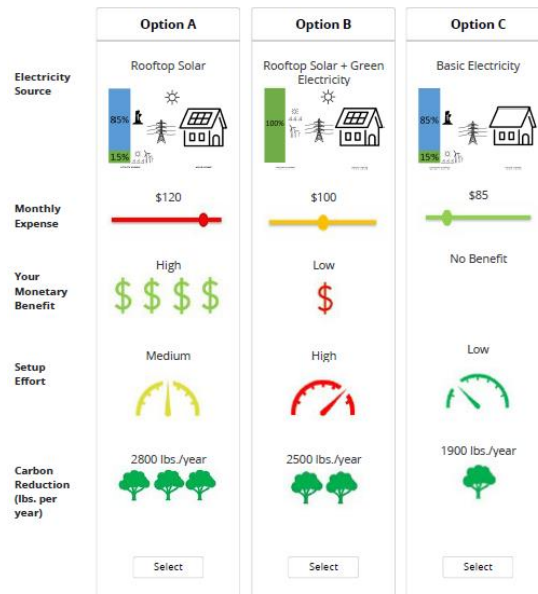 Option A
Option B
Option C
Electricity
Source
Rooftop Solar
Rooftop Solar + Green
Electricity
Basic Electricity
85%
15%
100%
85%
15%
Monthly
Expense
$120
$100
$85
Your
Monetary
Benefit
High
$ $ $ $
Low
$
No Benefit
Setup
Effort
Medium
High
Low
Carbon
Reduction
(lbs. per
year)
2800 lbs./year
2500 lbs./year
1900 lbs./year
Select
Select
Select